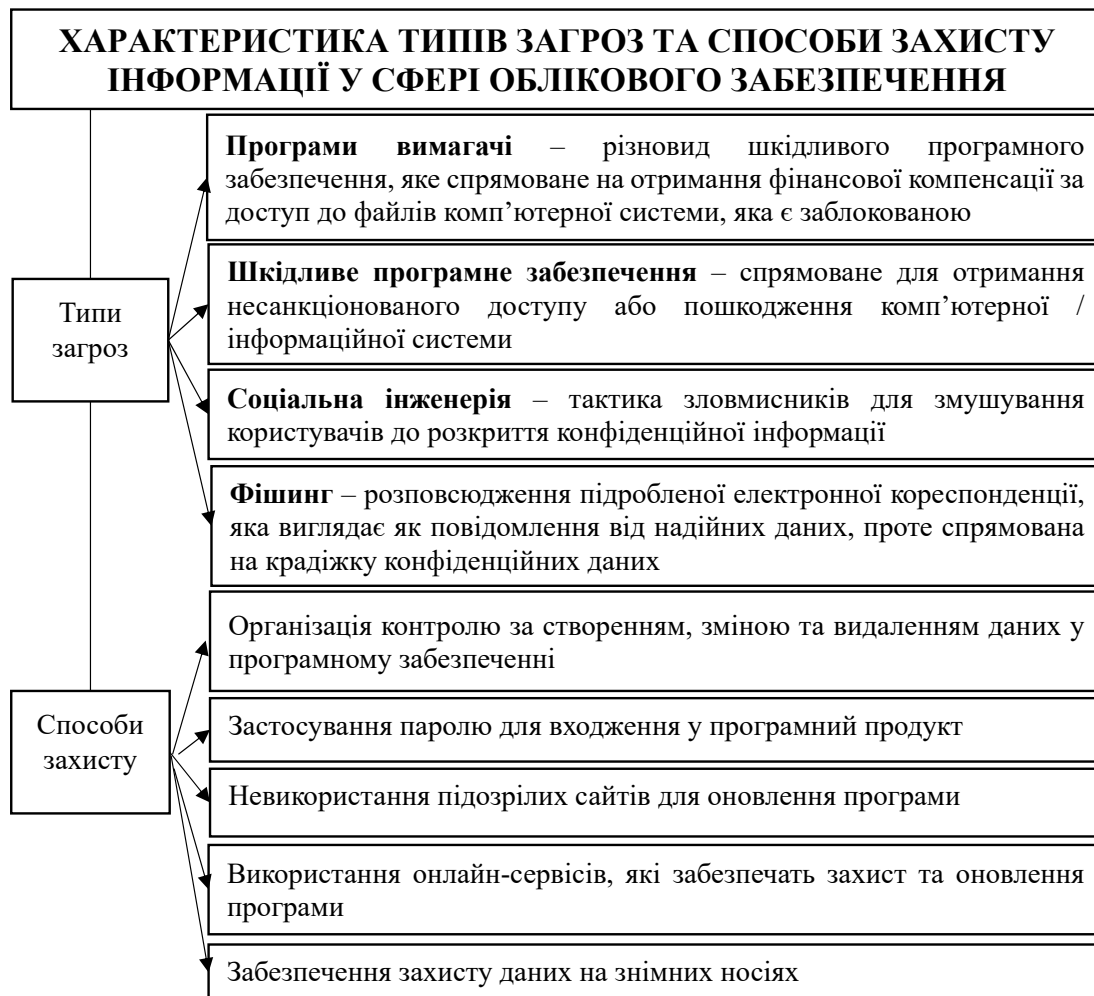 ХАРАКТЕРИСТИКА ТИПІВ ЗАГРОЗ ТА СПОСОБИ ЗАХИСТУ
ІНФОРМАЦІЇ У СФЕРІ ОБЛІКОВОГО ЗАБЕЗПЕЧЕННЯ
Типи
загроз
Програми вимагачі – різновид шкідливого програмного
забезпечення, яке спрямоване на отримання фінансової компенсації за
доступ до файлів комп’ютерної системи, яка є заблокованою
Шкідливе програмне забезпечення – спрямоване для отримання
несанкціонованого доступу або пошкодження комп’ютерної /
інформаційної системи
Соціальна інженерія – тактика зловмисників для змушування
користувачів до розкриття конфіденційної інформації
Фішинг – розповсюдження підробленої електронної кореспонденції,
яка виглядає як повідомлення від надійних даних, проте спрямована
на крадіжку конфіденційних даних
Способи
захисту
Організація контролю за створенням, зміною та видаленням даних у
програмному забезпеченні
Застосування паролю для входження у програмний продукт
Невикористання підозрілих сайтів для оновлення програми
Використання онлайн-сервісів, які забезпечать захист та оновлення
програми
Забезпечення захисту даних на знімних носіях